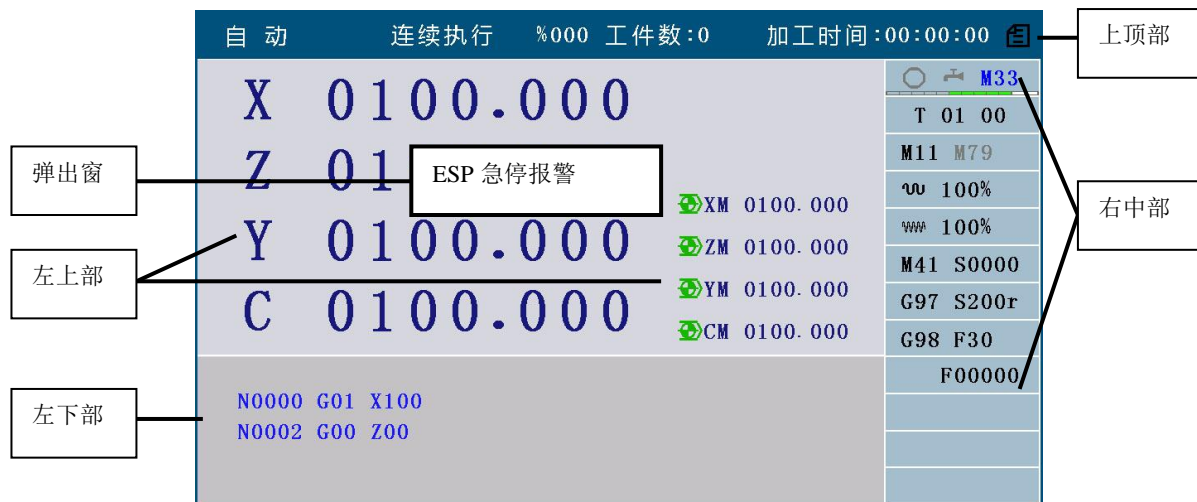 自 动 连续执行 %000 工件数:0 加工时间:00:00:00
上顶部
X 0100.000
Z 01
ESP 急停报警
弹出窗
Y 0100.000
C 0100.000
左上部
XM 0100.000
ZM 0100.000
YM 0100.000
CM 0100.000
M33
T 01 00
M11 M79
100%
100%
M41 S0000
G97 S200r
G98 F30
F00000
右中部
左下部
N0000 G01 X100
N0002 G00 Z00